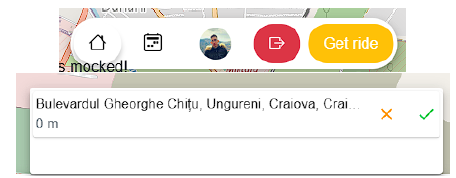 Get ride
s mocked!
Bulevardul Gheorghe Chițu, Ungureni, Craiova, Crai...
0 m